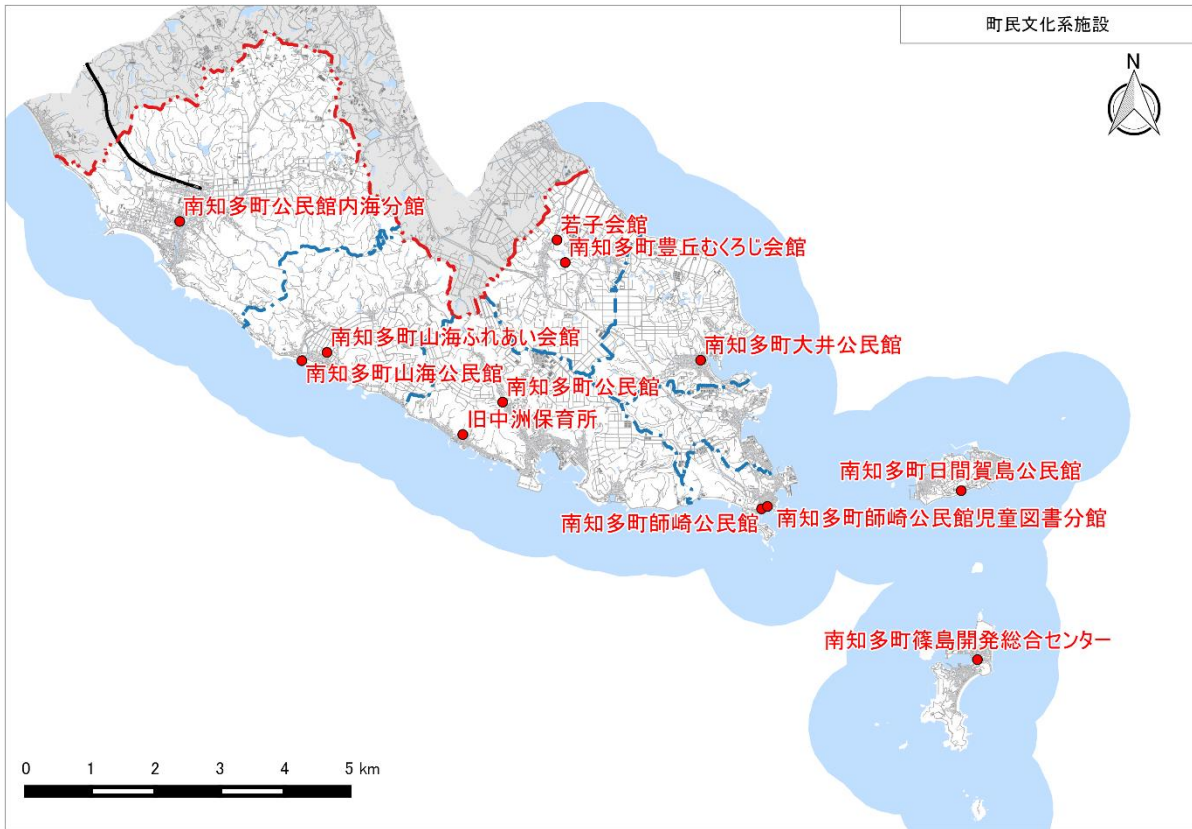 町民文化系施設
N
南知多町公民館内海分館
若子会館
南知多町豊丘むくろじ会館
南知多町山海ふれあい会館
南知多町大井公民館
南知多町山海公民館
南知多町公民館
旧中洲保育所
南知多町日間賀島公民館
南知多町師崎公民館
南知多町師崎公民館児童図書分館
南知多町篠島開発総合センター
0 1 2 3 4 5 km